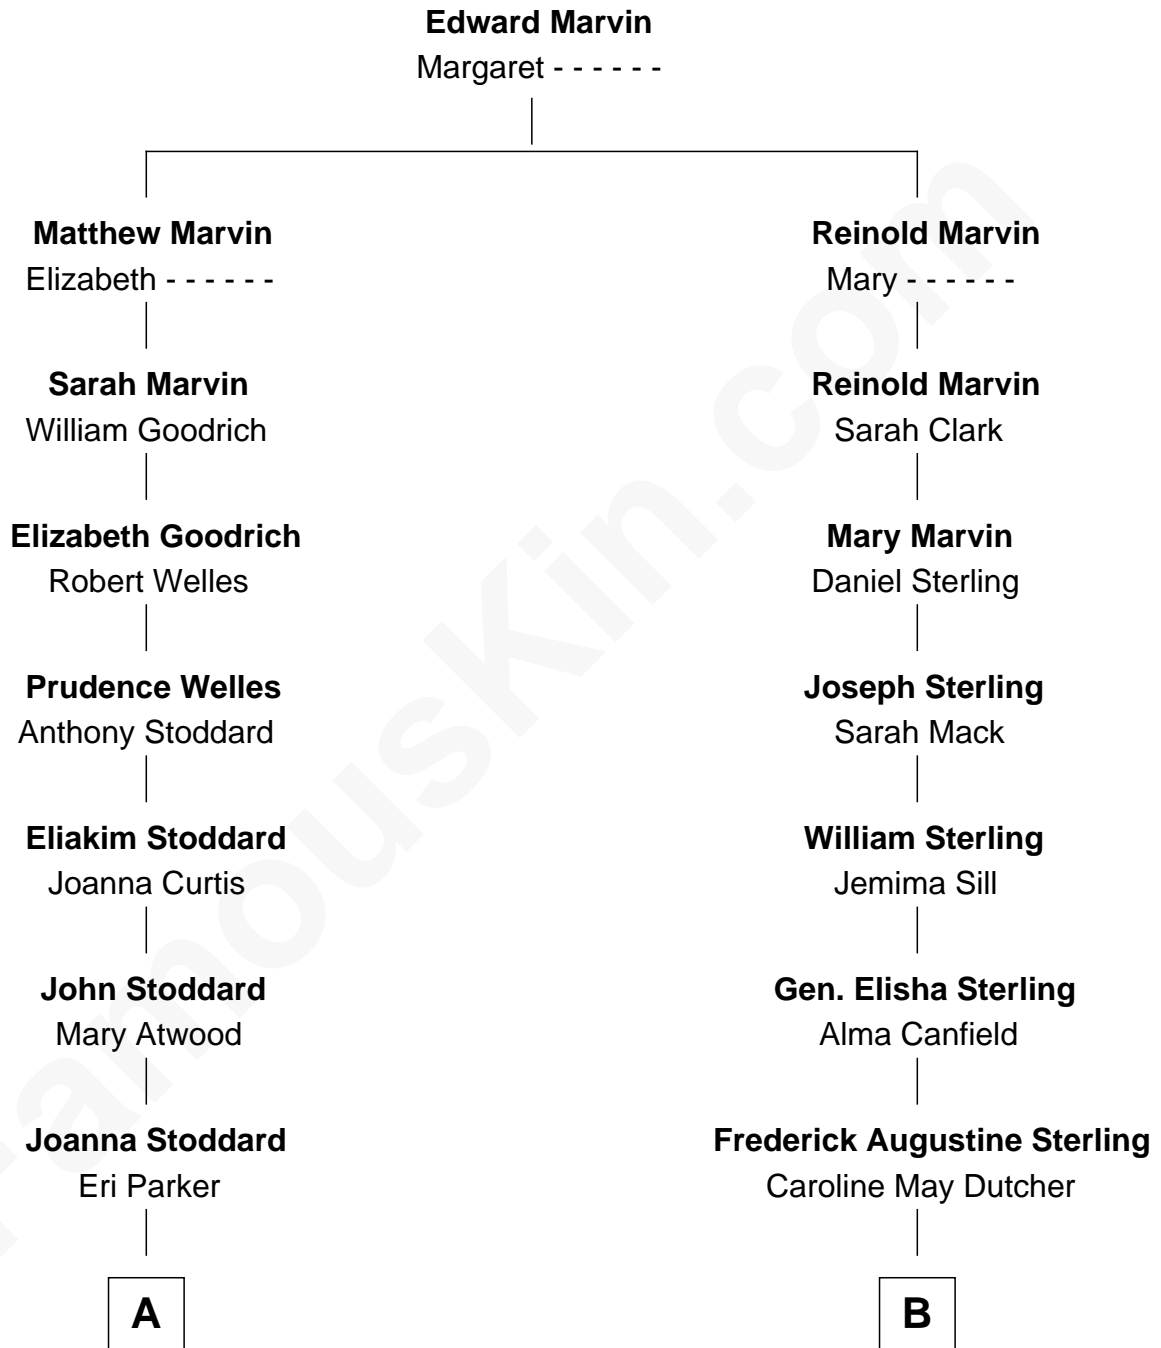 Edward Marvin
Margaret - - - - - -
Matthew Marvin
Elizabeth - - - - - -
Reinold Marvin
Mary - - - - - -
Sarah Marvin
William Goodrich
Reinold Marvin
Sarah Clark
Elizabeth Goodrich
Robert Welles
Mary Marvin
Daniel Sterling
Prudence Welles
Anthony Stoddard
Joseph Sterling
Sarah Mack
Eliakim Stoddard
Joanna Curtis
William Sterling
Jemima Sill
John Stoddard
Mary Atwood
Gen. Elisha Sterling
Alma Canfield
Joanna Stoddard
Eri Parker
Frederick Augustine Sterling
Caroline May Dutcher
A
B
FamousKin.com